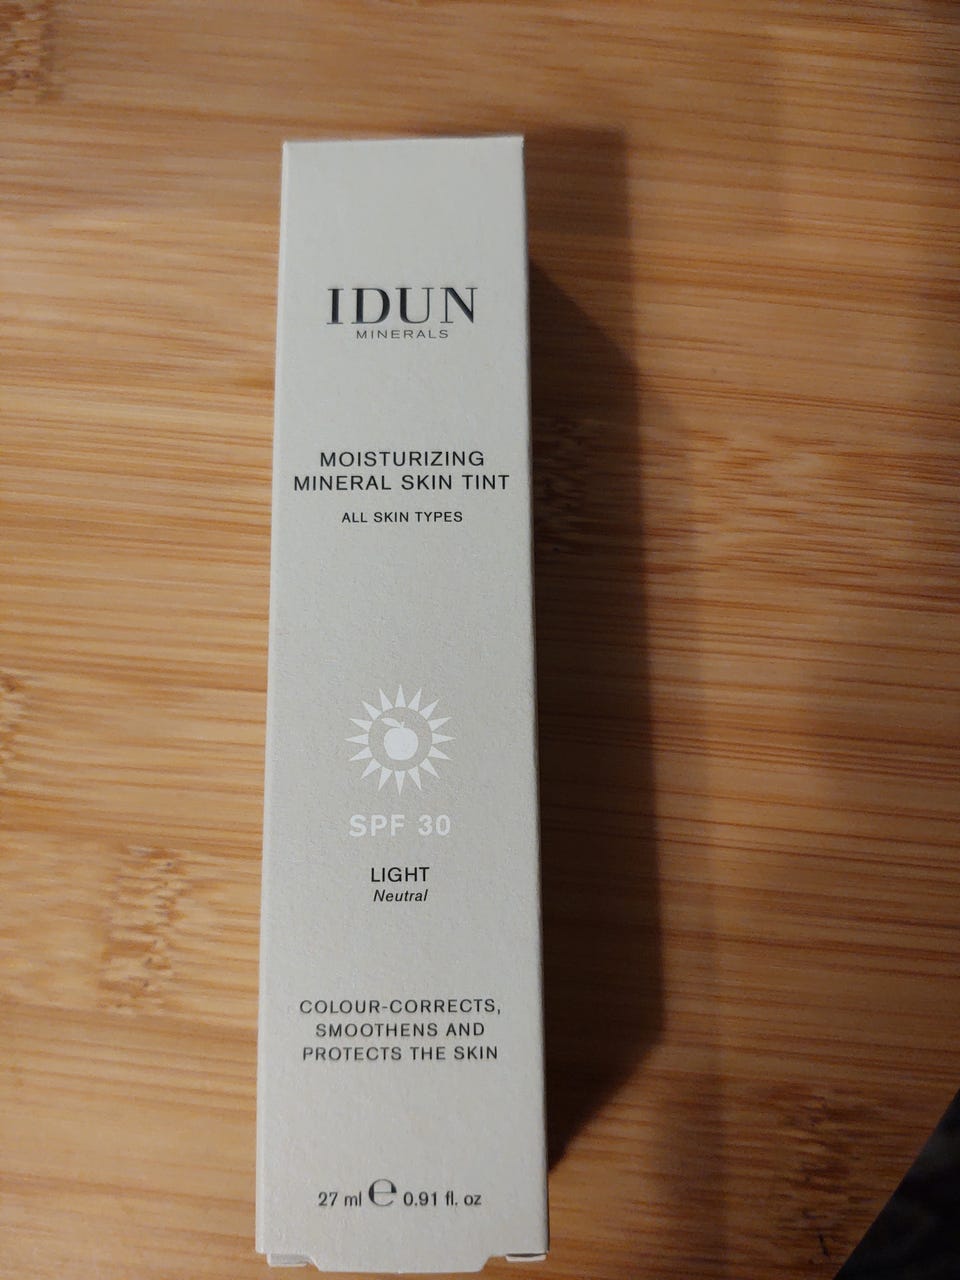 IDUN
MINERALS
MOISTURIZING
MINERAL SKIN TINT
ALL SKIN TYPES
SPF 30
LIGHT
Neutral
COLOUR-CORRECTS,
SMOOTHENS AND
PROTECTS THE SKIN
27 ml ℮ 0.91 fl. oz